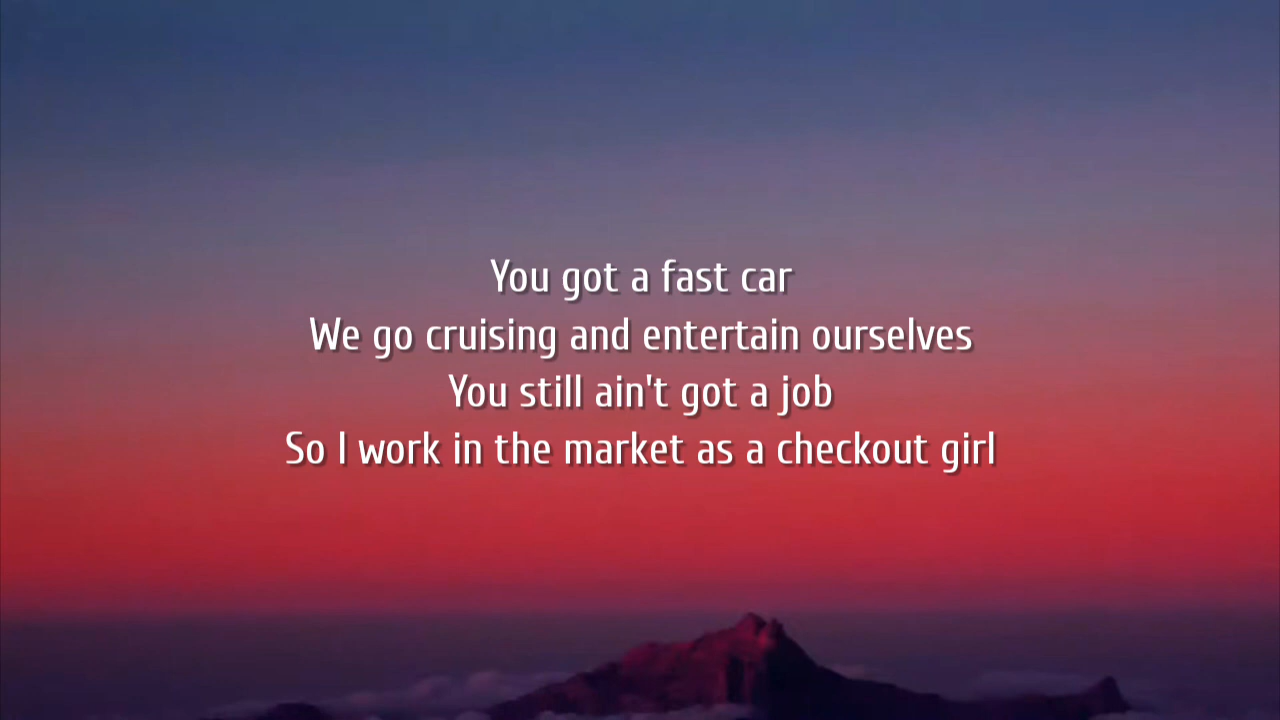 You got a fast car
We go cruising and entertain ourselves
You still ain't got a job
So I work in the market as a checkout girl